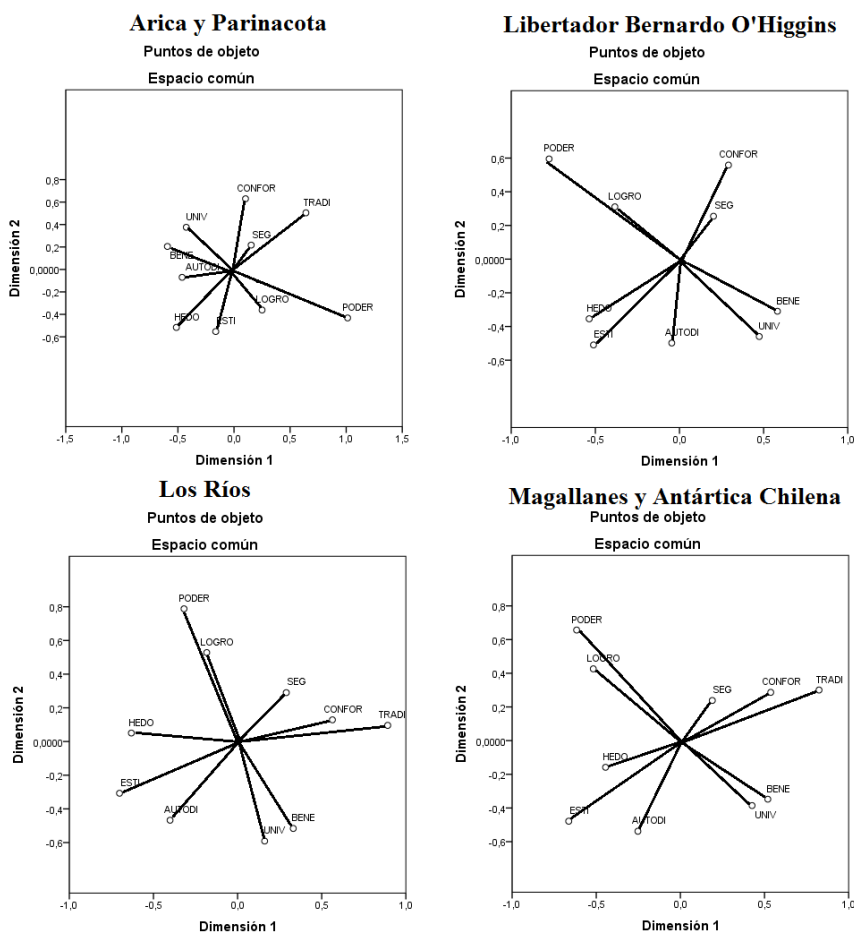 Arica y Parinacota
Puntos de objeto
Espacio común
Dimensión 2
0,8
0,6
0,4
0,2
0,0000
-0,2
-0,4
-0,6
CONFOR
TRADI
UNIV
SEG
BENE
AUTODI
LOGRO
PODER
HEDO
ESTI
-1,5
-1,0
-0,5
0,0
0,5
1,0
1,5
Dimensión 1
Libertador Bernardo O'Higgins
Puntos de objeto
Espacio común
Dimensión 2
0,6
0,4
0,2
0,0000
-0,2
-0,4
-0,6
PODER
CONFOR
LOGRO
SEG
HEDO
BENE
ESTI
AUTODI
UNIV
-1,0
-0,5
0,0
0,5
1,0
Dimensión 1
Los Ríos
Puntos de objeto
Espacio común
Dimensión 2
0,8
0,6
0,4
0,2
0,0000
-0,2
-0,4
-0,6
PODER
LOGRO
SEG
CONFOR
TRADI
HEDO
ESTI
AUTODI
BENE
UNIV
-1,0
-0,5
0,0
0,5
1,0
Dimensión 1
Magallanes y Antártica Chilena
Puntos de objeto
Espacio común
Dimensión 2
0,8
0,6
0,4
0,2
0,0000
-0,2
-0,4
-0,6
PODER
LOGRO
SEG
CONFOR
TRADI
HEDO
BENE
ESTI
AUTODI
UNIV
-1,0
-0,5
0,0
0,5
1,0
Dimensión 1